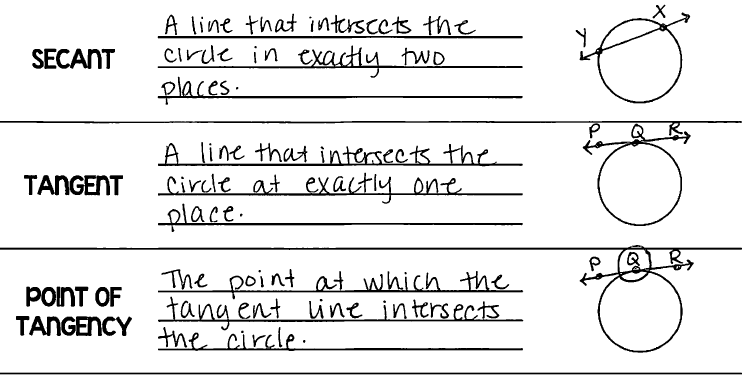 SECANT
A line that intersects the
circle in exactly two
places.
Y
X
TANGENT
A line that intersects the
circle at exactly one
place.
P
Q
R
POINT OF
TANGENCY
The point at which the
tangent line intersects
the circle.
P
Q
R